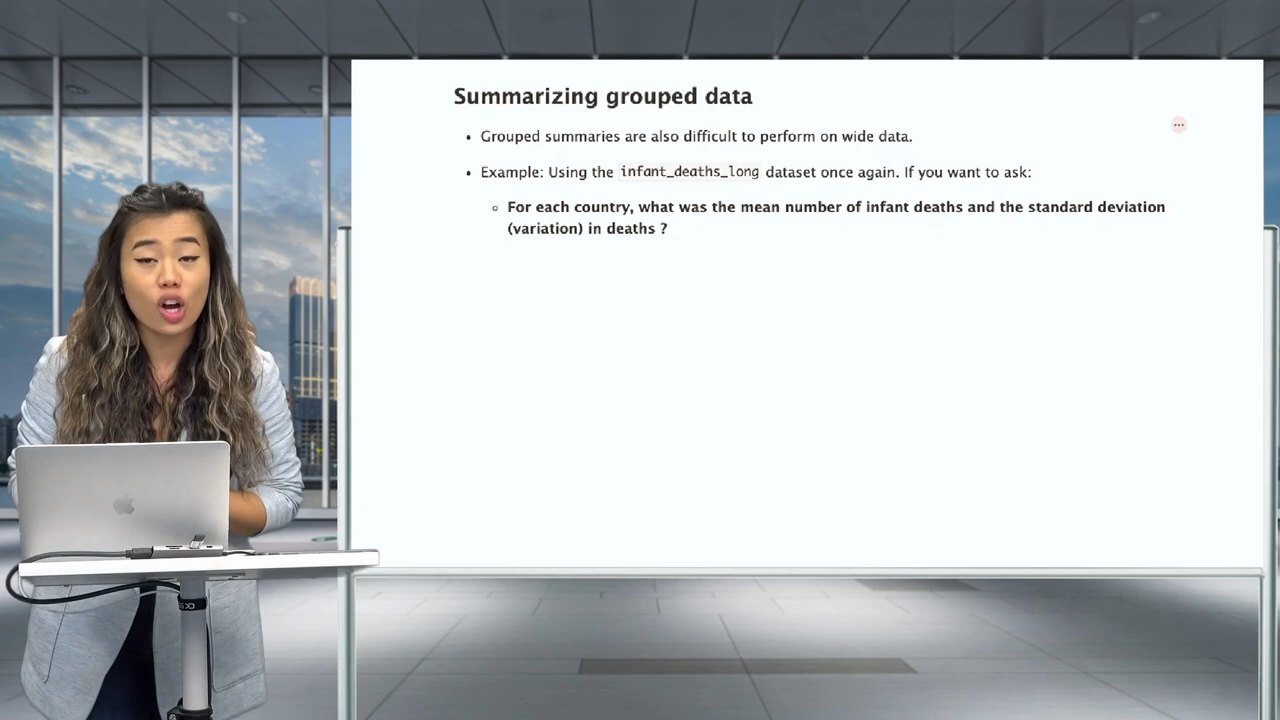 Summarizing grouped data
• Grouped summaries are also difficult to perform on wide data.
• Example: Using the infant_deaths_long dataset once again. If you want to ask:
◦ For each country, what was the mean number of infant deaths and the standard deviation
(variation) in deaths ?